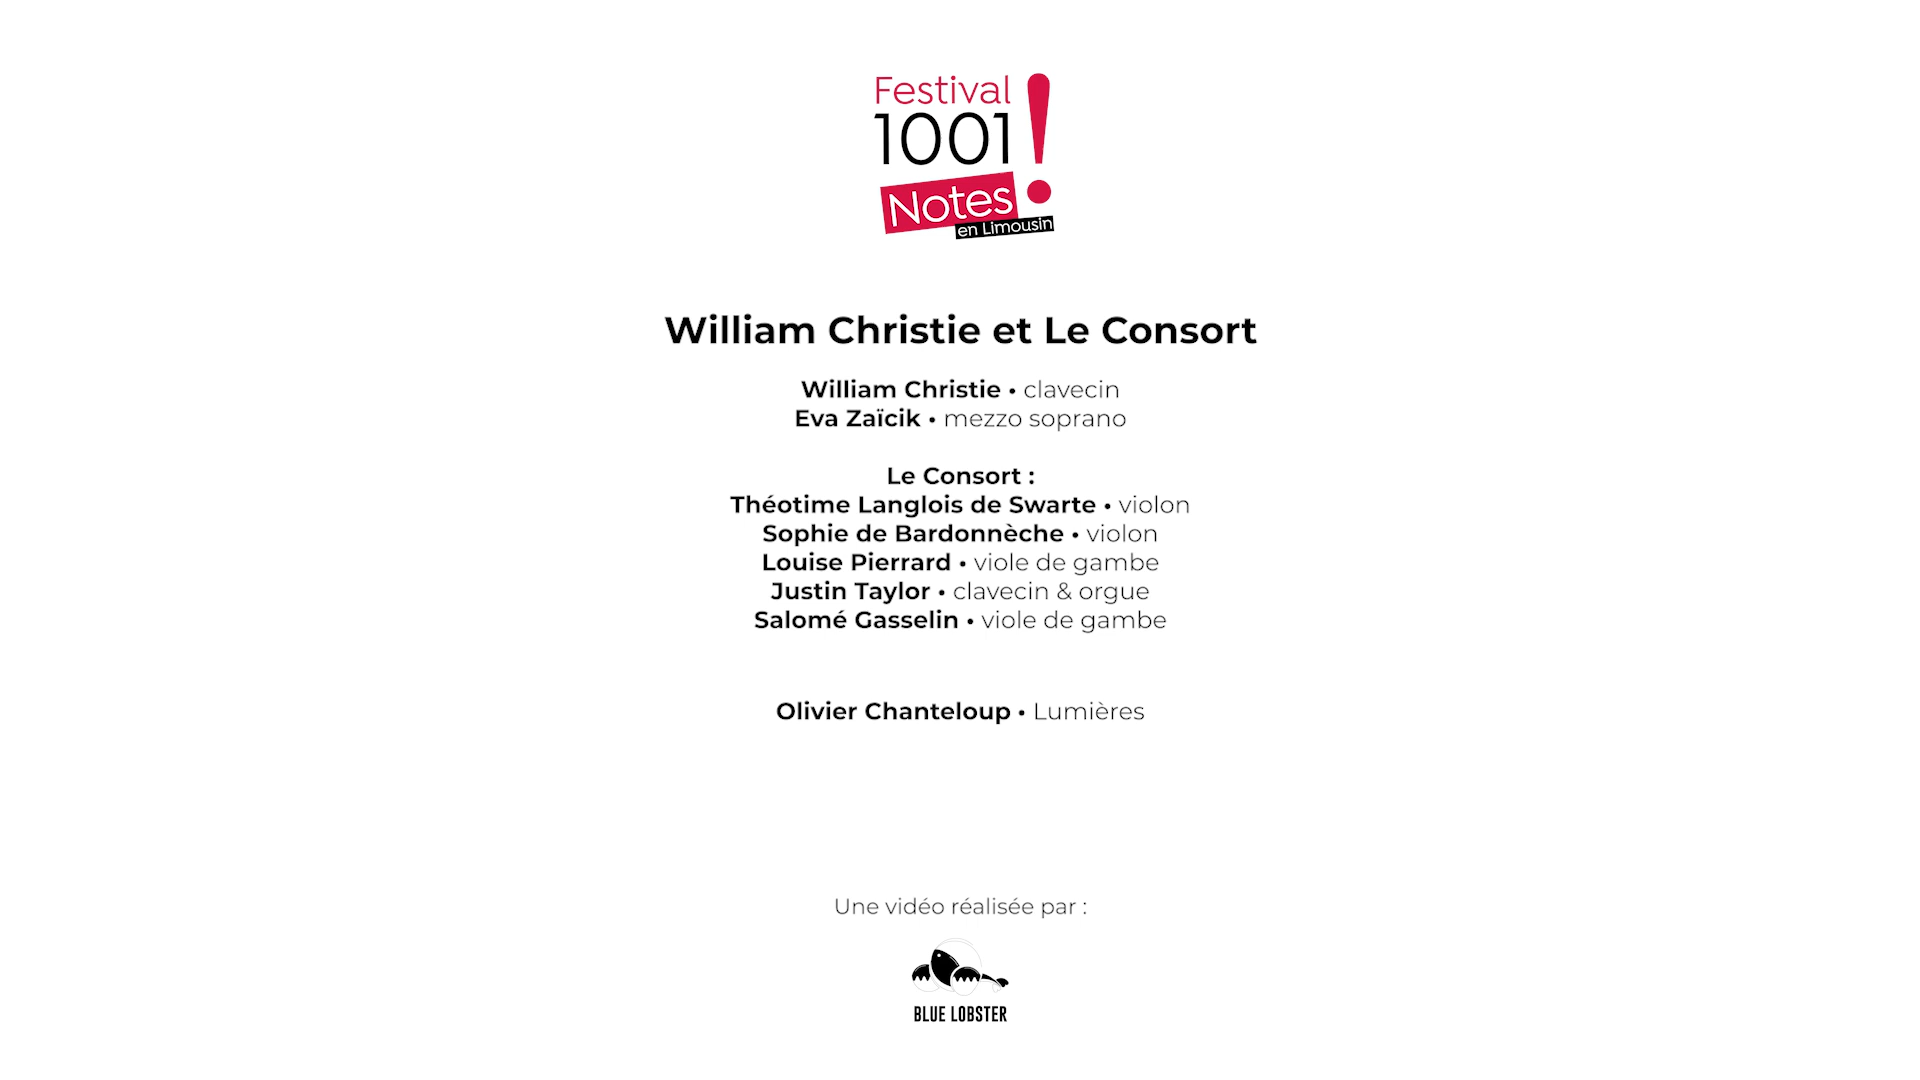 Festival
1001
Notes
en Limousin
William Christie et Le Consort
William Christie • clavecin
Eva Zaïcik • mezzo soprano
Le Consort :
Théotime Langlois de Swarte • violon
Sophie de Bardonnèche • violon
Louise Pierrard • viole de gambe
Justin Taylor • clavecin & orgue
Salomé Gasselin • viole de gambe
Olivier Chanteloup • Lumières
Une vidéo réalisée par :
BLUE LOBSTER